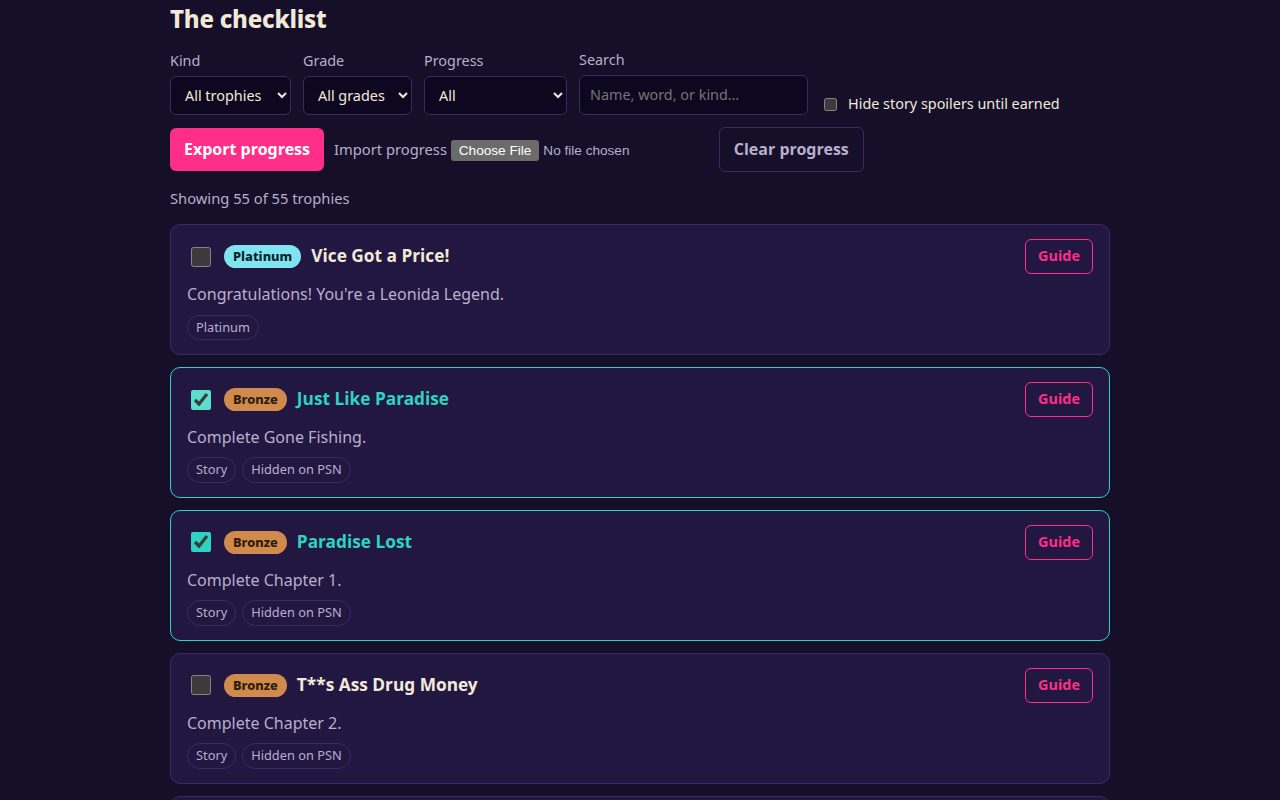 The checklist
Kind Grade Progress Search
All trophies All grades All Name, word, or kind... Hide story spoilers until earned
Export progress Import progress Choose File No file chosen Clear progress
Showing 55 of 55 trophies
Platinum Vice Got a Price! Guide
Congratulations! You're a Leonida Legend.
Platinum
Bronze Just Like Paradise Guide
Complete Gone Fishing.
Story Hidden on PSN
Bronze Paradise Lost Guide
Complete Chapter 1.
Story Hidden on PSN
Bronze T**s Ass Drug Money Guide
Complete Chapter 2.
Story Hidden on PSN